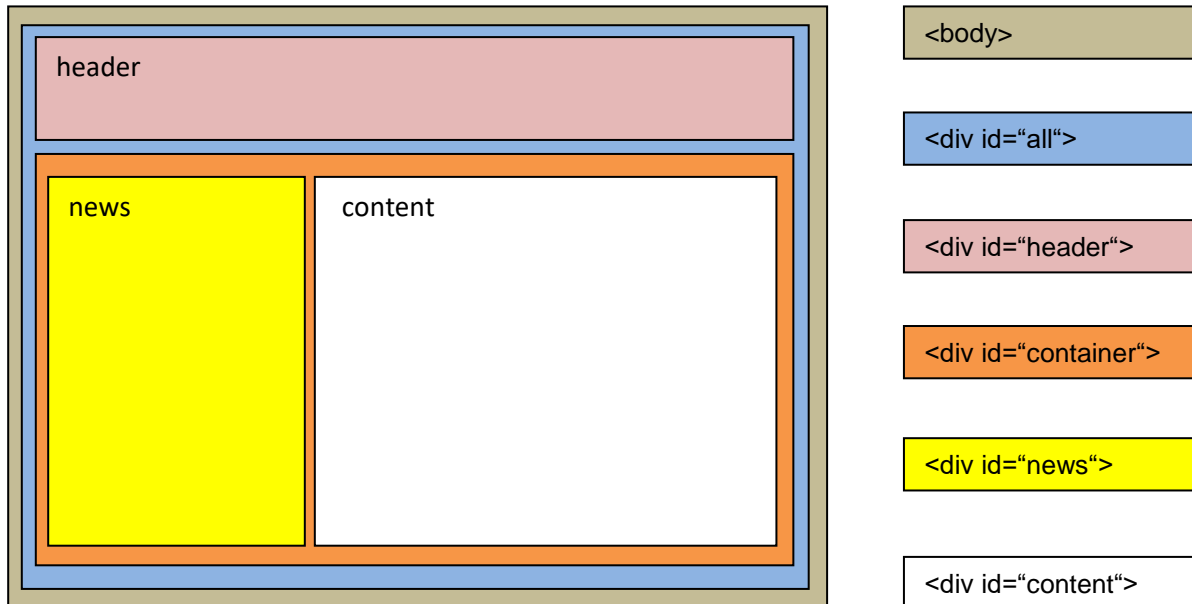 header
news
content
<body>
<div id=“all“>
<div id=“header“>
<div id=“container“>
<div id=“news“>
<div id=“content“>